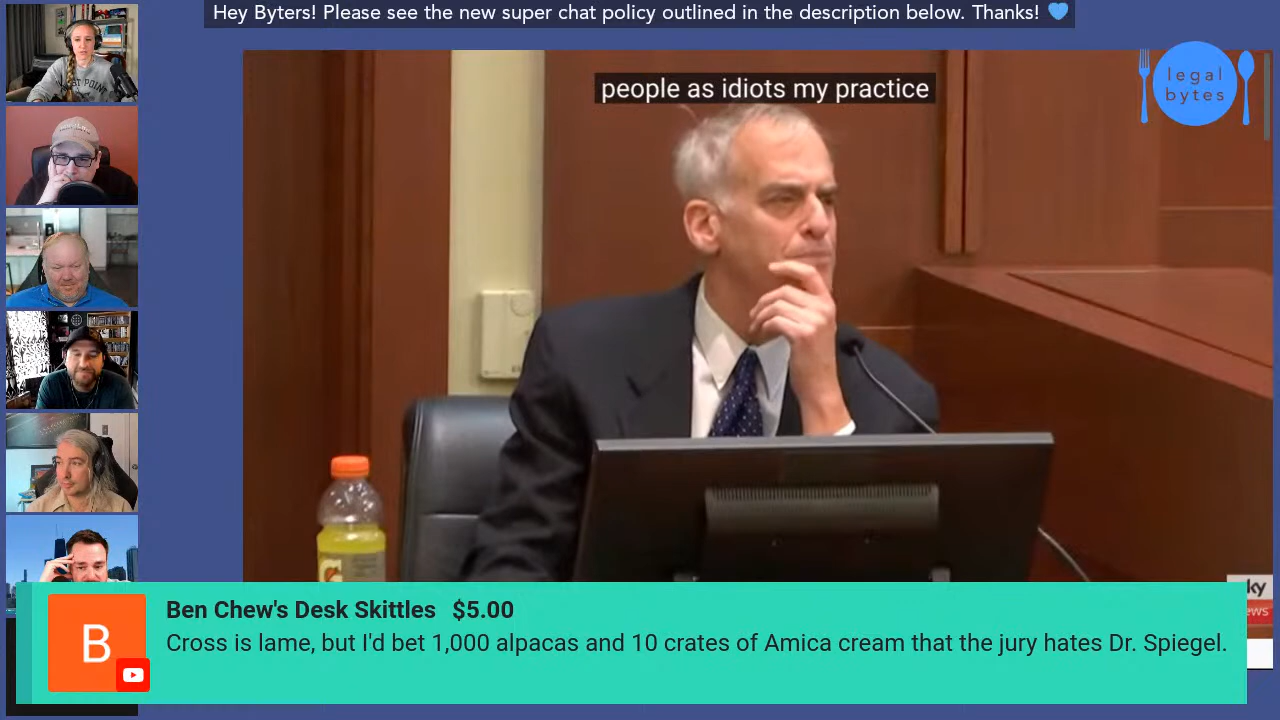 Hey Byters! Please see the new super chat policy outlined in the description below. Thanks! 💙
people as idiots my practice
legal
bytes
ky
ews
B
Ben Chew's Desk Skittles $5.00
Cross is lame, but I'd bet 1,000 alpacas and 10 crates of Amica cream that the jury hates Dr. Spiegel.